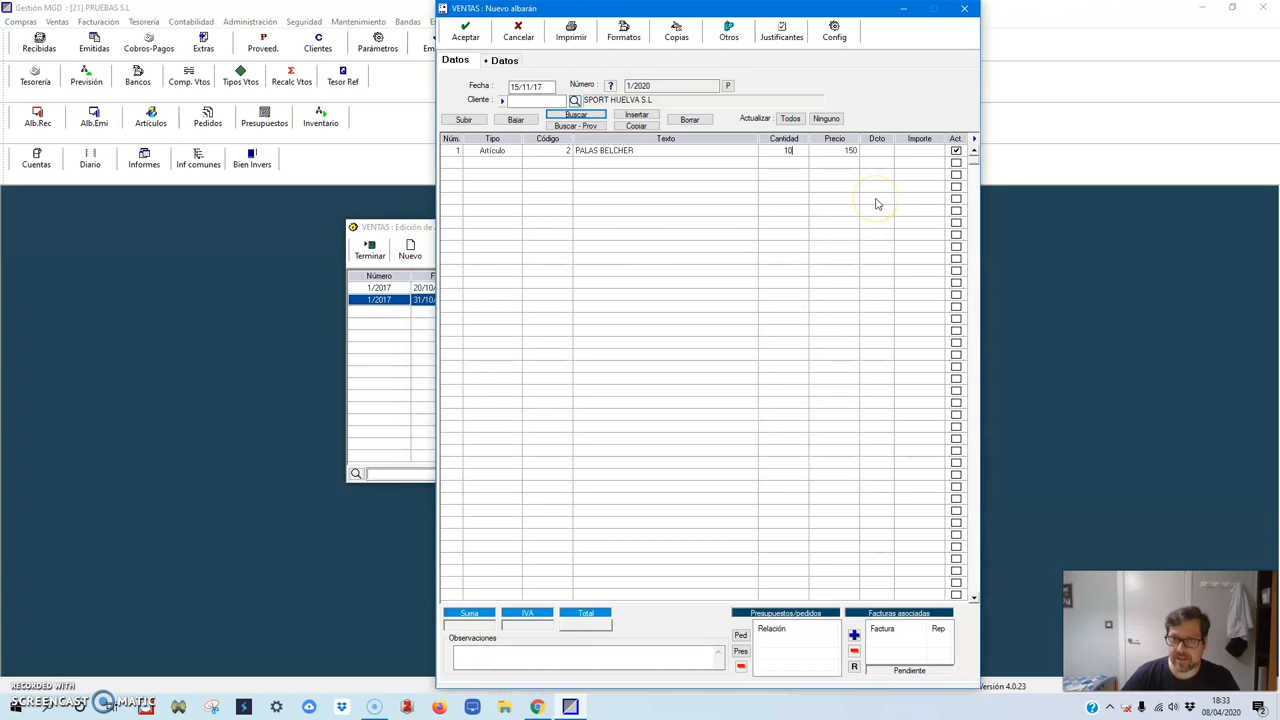 Gestión MGD : [21] PRUEBAS S.L
Compras Ventas Facturación Tesorería Contabilidad Administración Seguridad Mantenimiento Bandas
Recibidas Emitidas Cobros-Pagos Extras Proveed. Clientes Parámetros
Tesorería Previsión Bancos Comp. Vtos Tipos Vtos Recalc Vtos Tesor Ref
Alb.Rec Alb.Emi Artículos Pedidos Presupuestos Inventario
Cuentas Diario Informes Inf comunes Bien Invers
VENTAS : Edición de
Terminar Nuevo
Número
1/2017 20/10/
1/2017 31/10/
VENTAS : Nuevo albarán
Aceptar Cancelar Imprimir Formatos Copias Otros Justificantes Config
Datos + Datos
Fecha : 15/11/17 Número : ? 1/2020 P
Cliente : SPORT HUELVA S.L
Subir Bajar Buscar Insertar Borrar Actualizar : Todos Ninguno
Buscar - Prov Copiar
Núm. Tipo Código Texto Cantidad Precio Dcto Importe Act.
1 Artículo 2 PALAS BELCHER 10 150
Suma IVA Total Presupuestos/pedidos Facturas asociadas
Observaciones
Ped Relación Factura Rep
Pres
R Pendiente
RECORDED WITH
SCREENCAST MATIC
Versión 4.0.23
18:33
08/04/2020